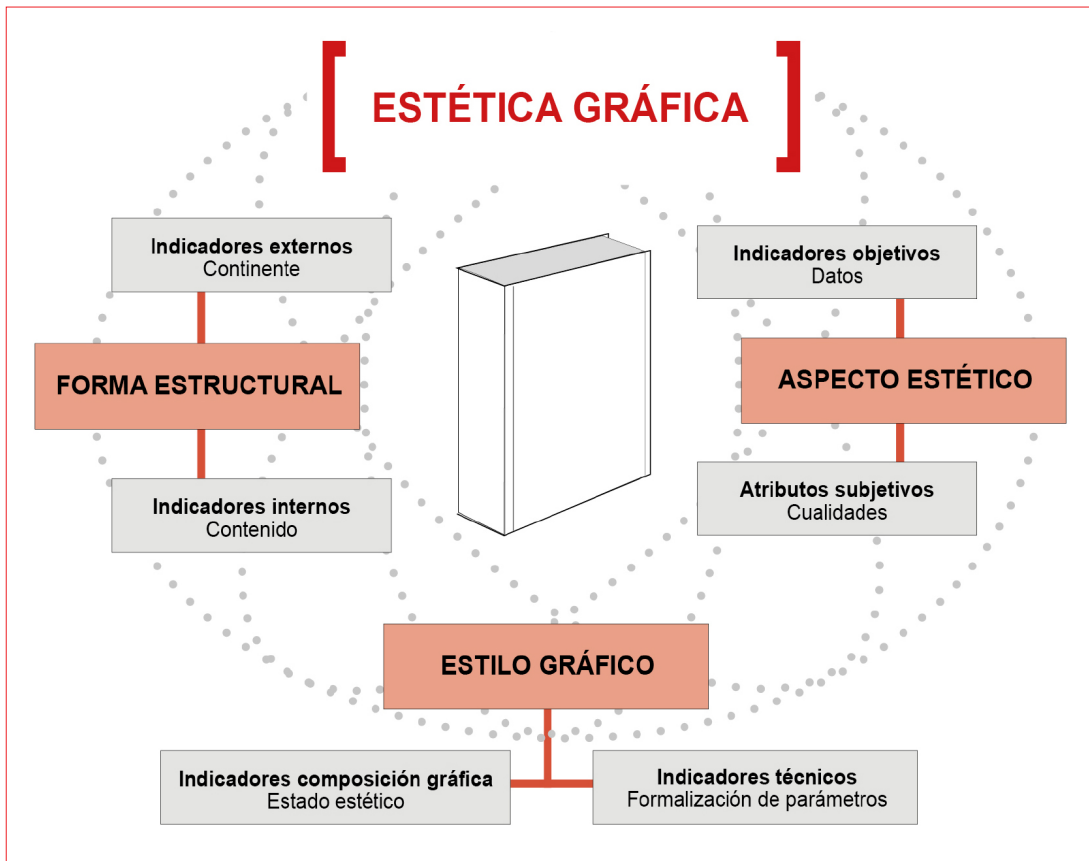 ESTÉTICA GRÁFICA
Indicadores externos
Continente
FORMA ESTRUCTURAL
Indicadores internos
Contenido
Indicadores objetivos
Datos
ASPECTO ESTÉTICO
Atributos subjetivos
Cualidades
ESTILO GRÁFICO
Indicadores composición gráfica
Estado estético
Indicadores técnicos
Formalización de parámetros